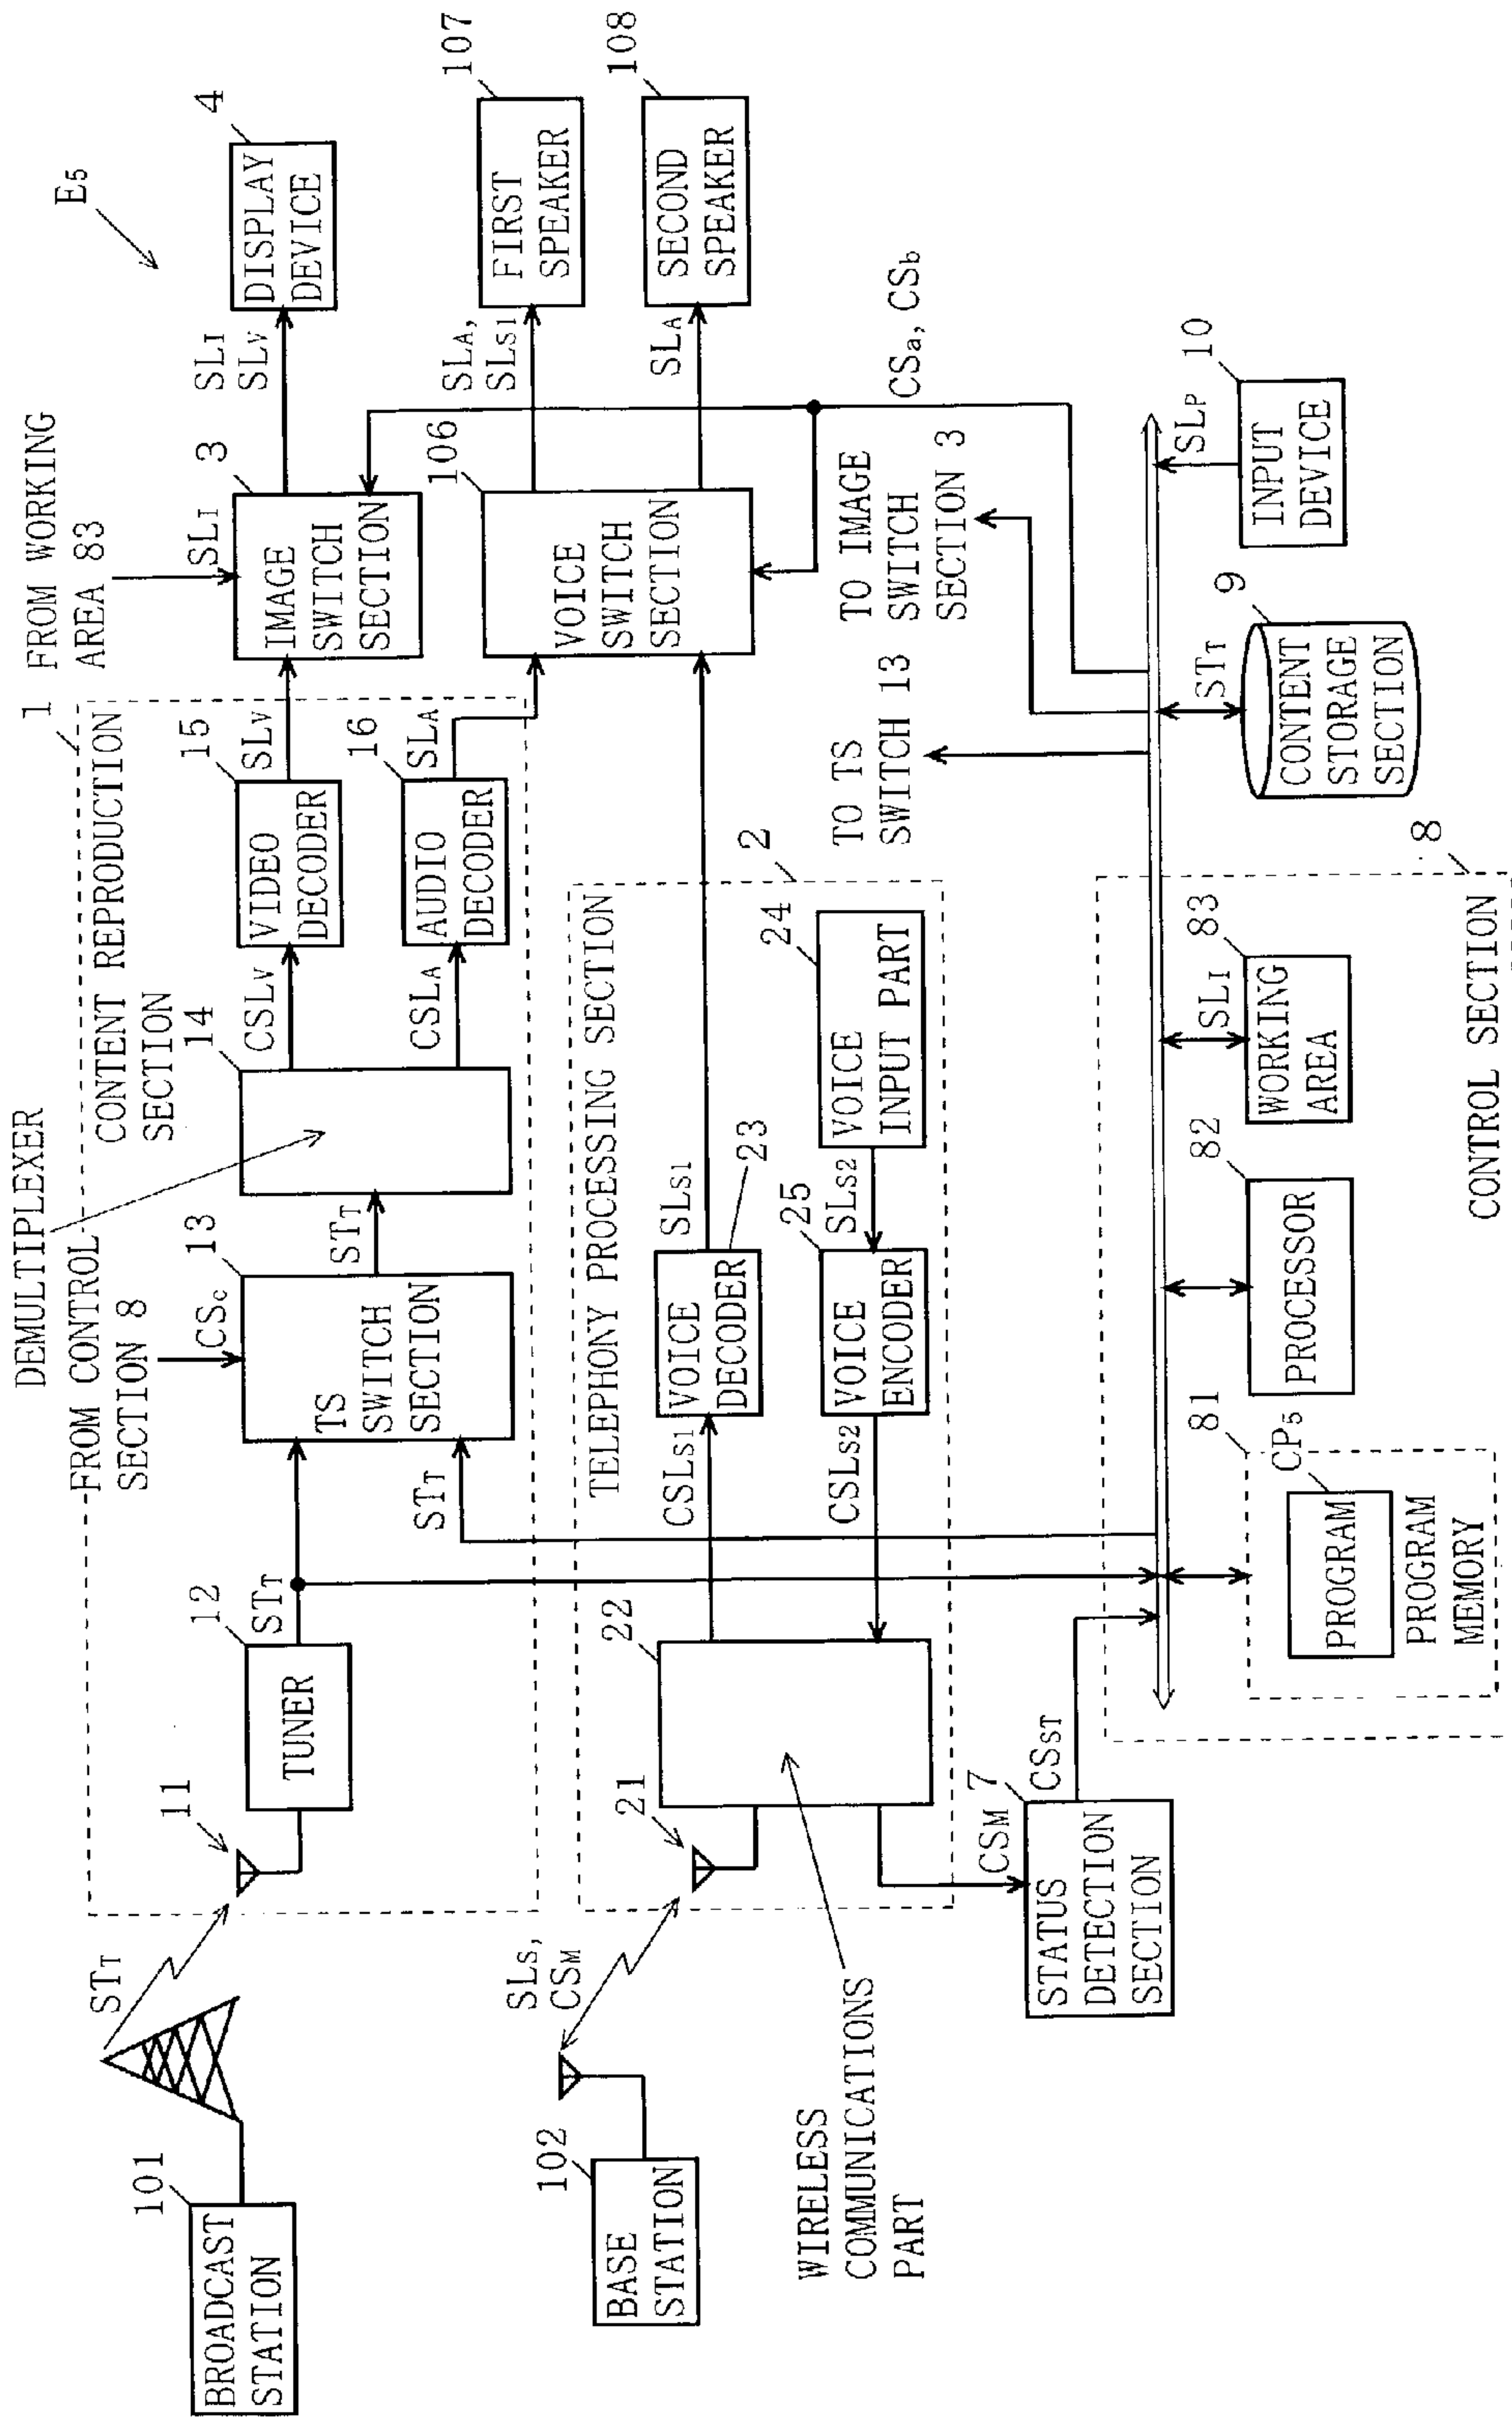 E5
FROM WORKING
AREA 83
1
CONTENT REPRODUCTION
SECTION
DEMULTIPLEXER
FROM CONTROL
SECTION 8
CSc
STT
BROADCAST
STATION
101
11
TUNER
12
STT
TS
SWITCH
SECTION
13
STT
STT
14
CSLV
CSLA
VIDEO
DECODER
15
SLV
AUDIO
DECODER
16
SLA
SLI
IMAGE
SWITCH
SECTION
3
SLI
SLV
DISPLAY
DEVICE
4
VOICE
SWITCH
SECTION
106
SLA,
SLS1
FIRST
SPEAKER
107
SLA
SECOND
SPEAKER
108
CSa, CSb
TELEPHONY PROCESSING SECTION
2
SLS,
CSM
BASE
STATION
102
21
22
WIRELESS
COMMUNICATIONS
PART
CSLS1
VOICE
DECODER
23
SLS1
CSLS2
VOICE
ENCODER
25
SLS2
VOICE
INPUT PART
24
TO TS
SWITCH 13
TO IMAGE
SWITCH
SECTION 3
CSM
7
STATUS
DETECTION
SECTION
CSST
81
CP5
PROGRAM
PROGRAM
MEMORY
82
PROCESSOR
83
SLI
WORKING
AREA
CONTROL SECTION
8
9
STT
CONTENT
STORAGE
SECTION
10
SLP
INPUT
DEVICE